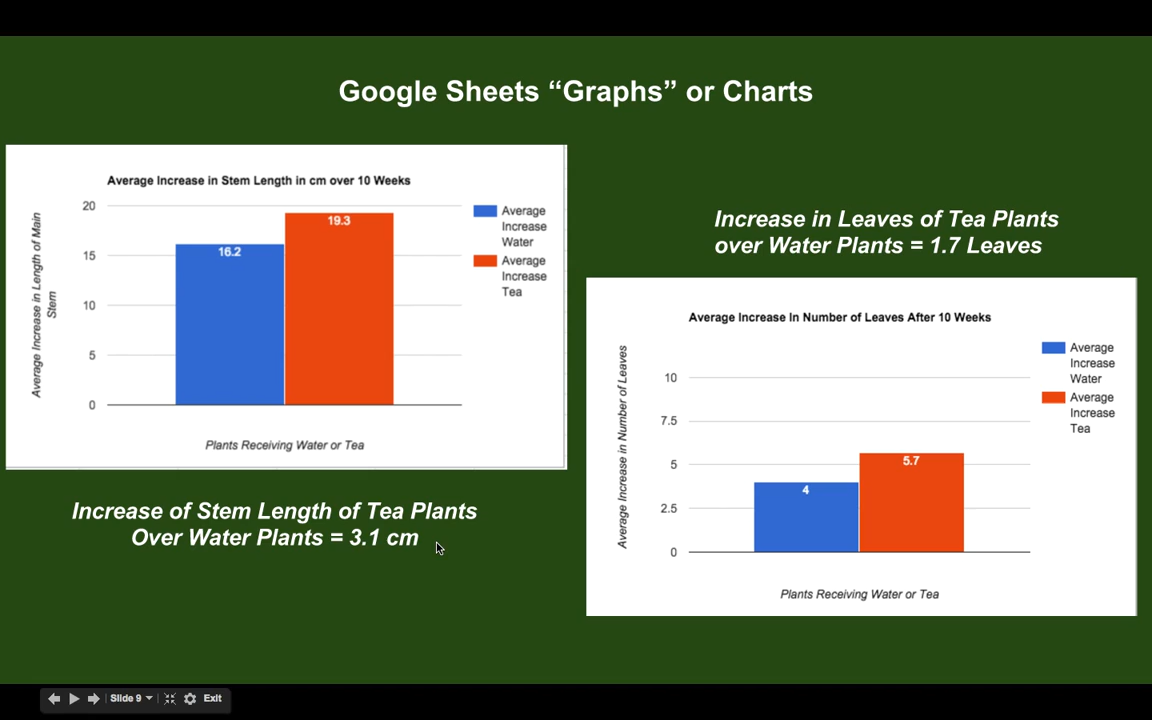 Google Sheets “Graphs” or Charts
Average Increase in Stem Length in cm over 10 Weeks
Average Increase in Length of Main
Stem
20
15
10
5
0
19.3
16.2
Average
Increase
Water
Average
Increase
Tea
Plants Receiving Water or Tea
Increase of Stem Length of Tea Plants
Over Water Plants = 3.1 cm
Increase in Leaves of Tea Plants
over Water Plants = 1.7 Leaves
Average Increase In Number of Leaves After 10 Weeks
Average Increase in Number of Leaves
10
7.5
5
2.5
0
5.7
4
Average
Increase
Water
Average
Increase
Tea
Plants Receiving Water or Tea
Slide 9 Exit